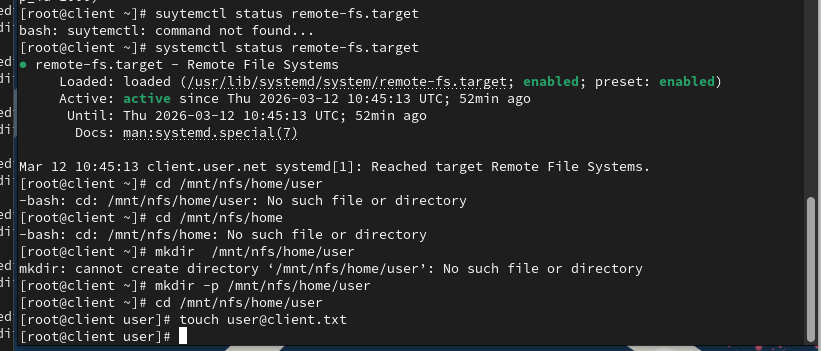 [root@client ~]# suytemctl status remote-fs.target
bash: suytemctl: command not found...
[root@client ~]# systemctl status remote-fs.target
● remote-fs.target - Remote File Systems
Loaded: loaded (/usr/lib/systemd/system/remote-fs.target; enabled; preset: enabled)
Active: active since Thu 2026-03-12 10:45:13 UTC; 52min ago
Until: Thu 2026-03-12 10:45:13 UTC; 52min ago
Docs: man:systemd.special(7)
Mar 12 10:45:13 client.user.net systemd[1]: Reached target Remote File Systems.
[root@client ~]# cd /mnt/nfs/home/user
-bash: cd: /mnt/nfs/home/user: No such file or directory
[root@client ~]# cd /mnt/nfs/home
-bash: cd: /mnt/nfs/home: No such file or directory
[root@client ~]# mkdir  /mnt/nfs/home/user
mkdir: cannot create directory ‘/mnt/nfs/home/user’: No such file or directory
[root@client ~]# mkdir -p /mnt/nfs/home/user
[root@client ~]# cd /mnt/nfs/home/user
[root@client user]# touch user@client.txt
[root@client user]#